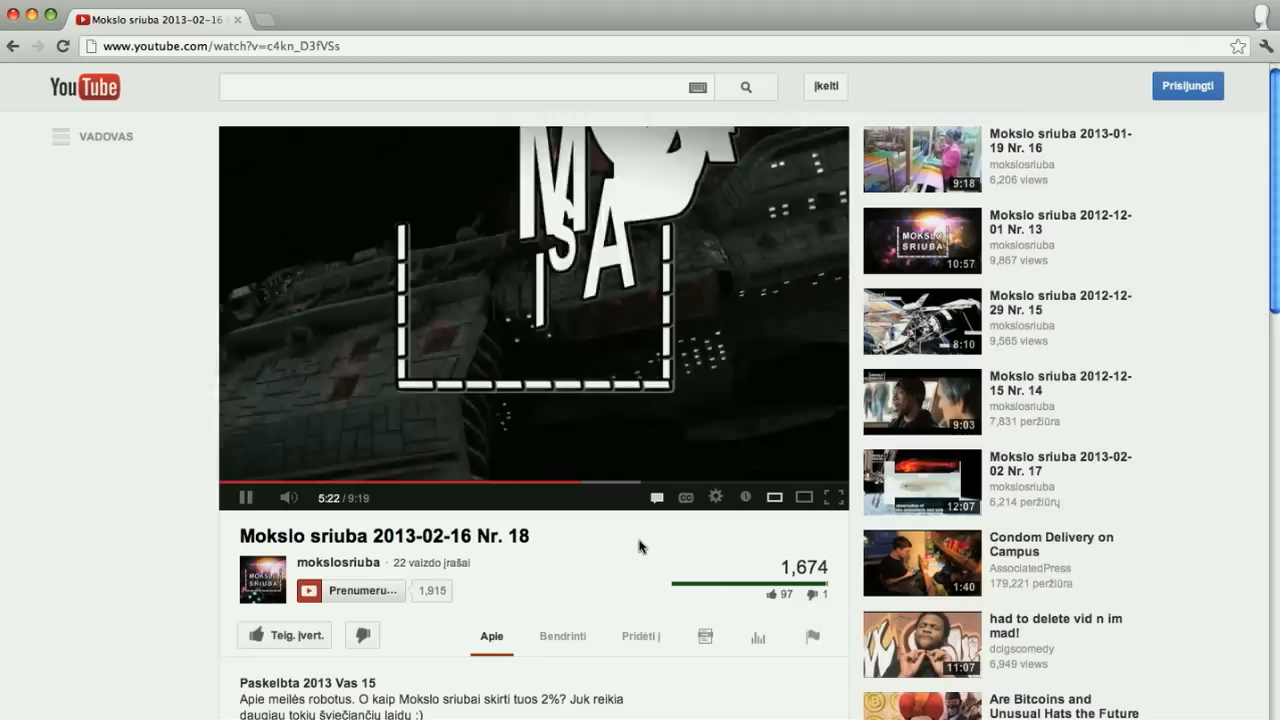 Mokslo sriuba 2013-02-16
www.youtube.com/watch?v=c4kn_D3fVSs
YouTube
Įkelti
Prisijungti
VADOVAS
M
S
A
I
5:22 / 9:19
CC
Mokslo sriuba 2013-02-16 Nr. 18
mokslosriuba · 22 vaizdo įrašai
Prenumeru...
1,915
1,674
97
1
Teig. įvert.
Apie
Bendrinti
Pridėti į
Paskelbta 2013 Vas 15
Apie meilės robotus. O kaip Mokslo sriubai skirti tuos 2%? Juk reikia
daugiau tokių šviečiančių laidų :)
9:18
Mokslo sriuba 2013-01-
19 Nr. 16
mokslosriuba
6,206 views
MOKSLO
SRIUBA
10:57
Mokslo sriuba 2012-12-
01 Nr. 13
mokslosriuba
9,867 views
8:10
Mokslo sriuba 2012-12-
29 Nr. 15
mokslosriuba
9,565 views
9:03
Mokslo sriuba 2012-12-
15 Nr. 14
mokslosriuba
7,831 peržiūra
12:07
Mokslo sriuba 2013-02-
02 Nr. 17
mokslosriuba
6,214 peržiūrų
1:40
Condom Delivery on
Campus
AssociatedPress
179,221 peržiūra
11:07
had to delete vid n im
mad!
dcigscomedy
6,949 views
Are Bitcoins and
Unusual Hats the Future